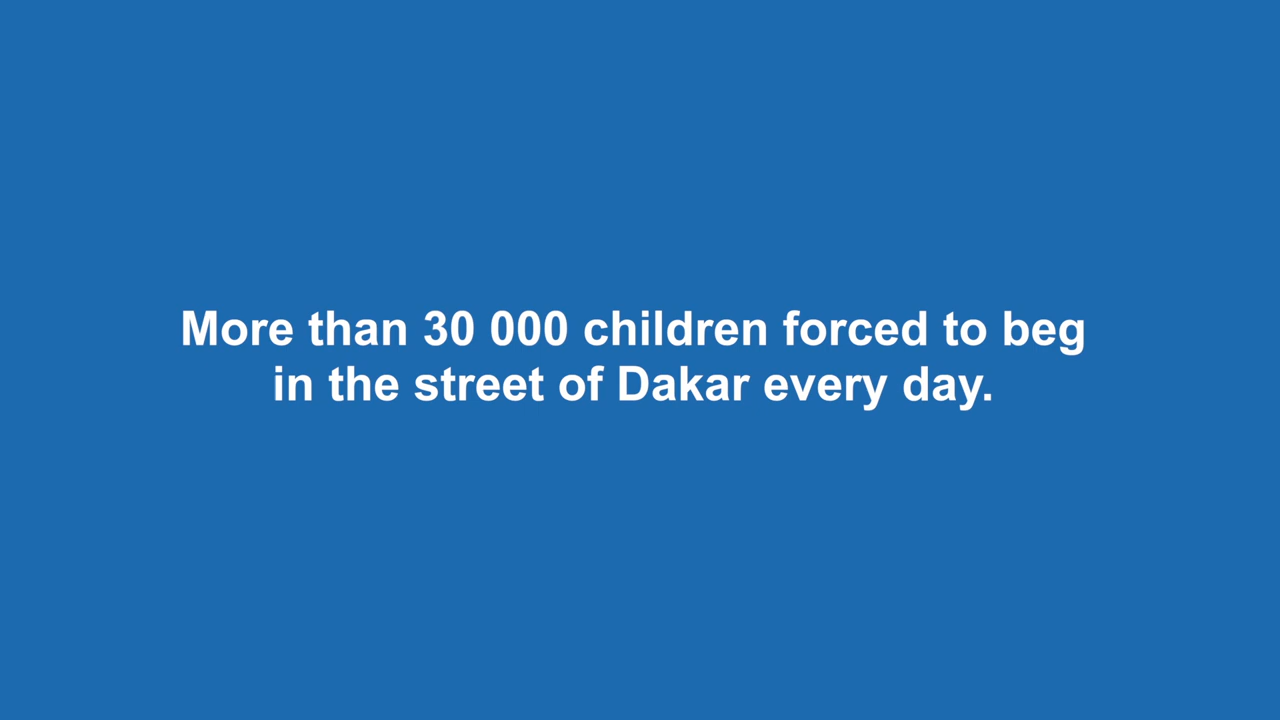 More than 30 000 children forced to beg
in the street of Dakar every day.